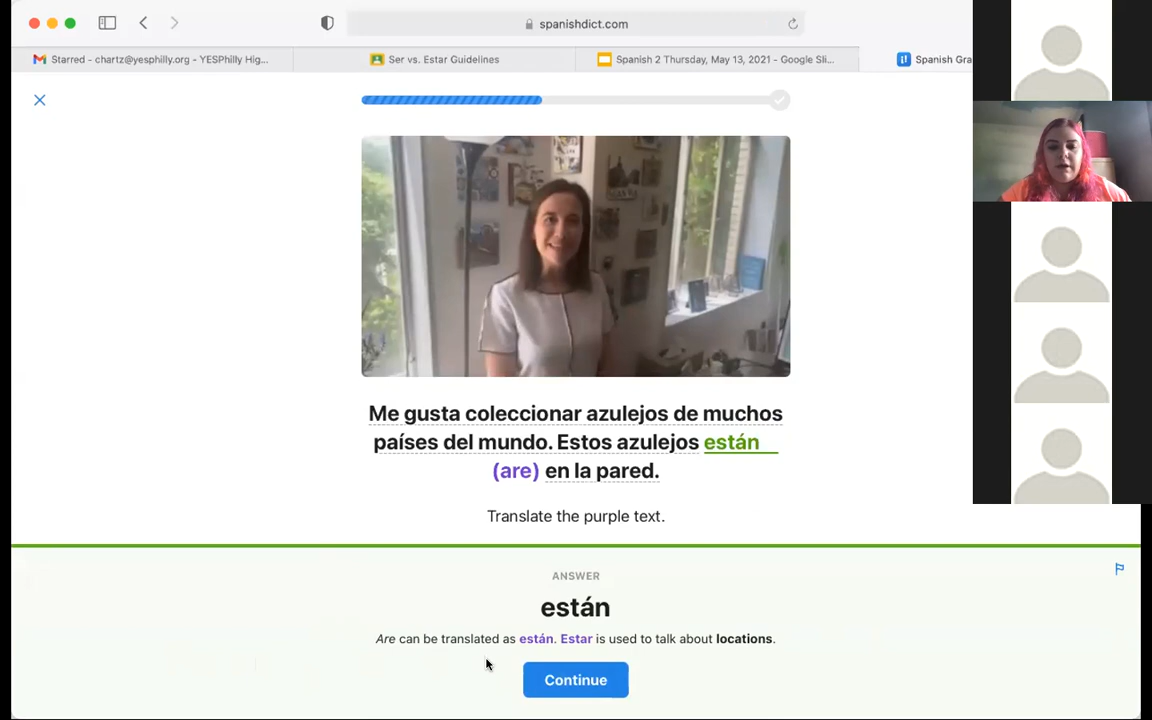 spanishdict.com
Starred - chartz@yesphilly.org - YESPhilly Hig...
Ser vs. Estar Guidelines
Spanish 2 Thursday, May 13, 2021 - Google Sli...
Spanish Gra
Me gusta coleccionar azulejos de muchos
países del mundo. Estos azulejos están
(are) en la pared.
Translate the purple text.
ANSWER
están
Are can be translated as están. Estar is used to talk about locations.
Continue